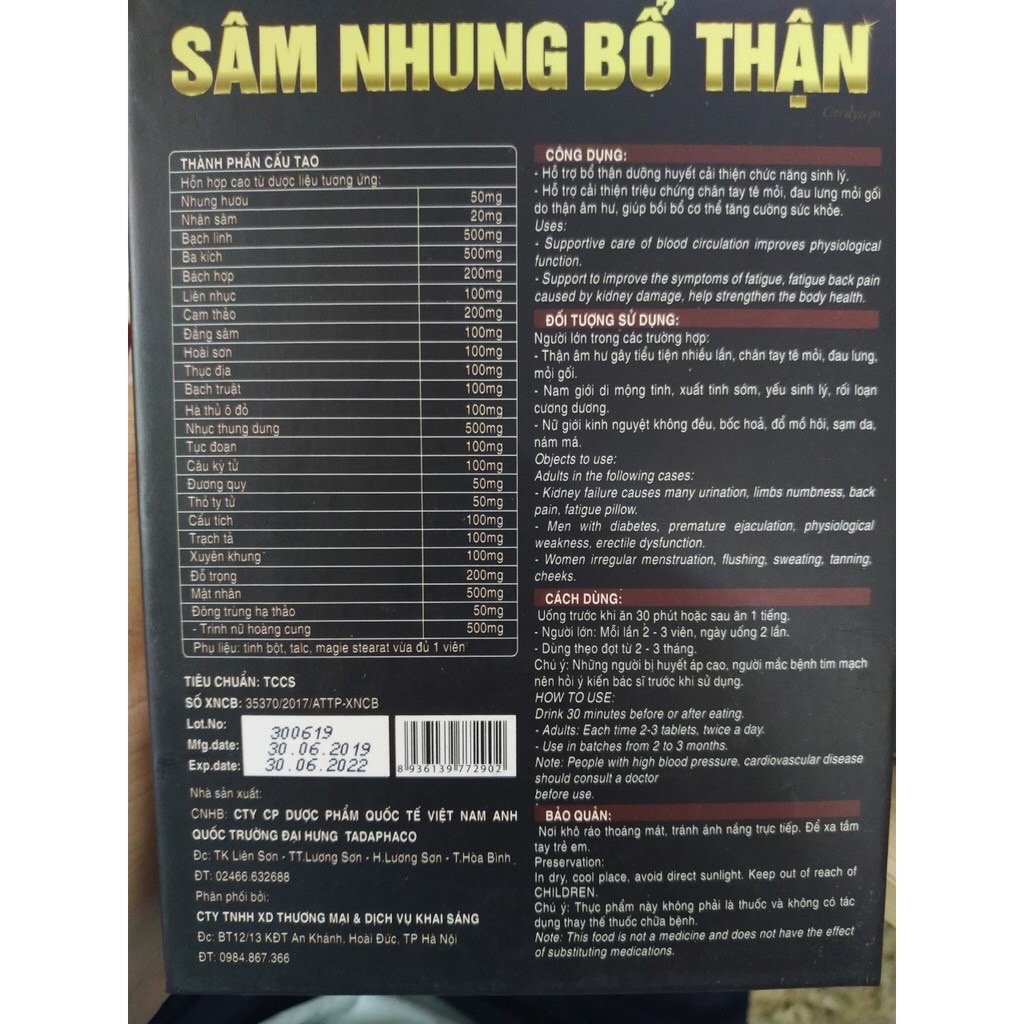 SÂM NHUNG BỔ THẬN
Cordyceps
THÀNH PHẦN CẤU TẠO
Hỗn hợp cao từ dược liệu tương ứng:
Nhung hươu 50mg
Nhân sâm 20mg
Bạch linh 500mg
Ba kích 500mg
Bách hợp 200mg
Liên nhục 100mg
Cam thảo 200mg
Đảng sâm 100mg
Hoài sơn 100mg
Thục địa 100mg
Bạch truật 100mg
Hà thủ ô đỏ 100mg
Nhục thung dung 500mg
Tục đoạn 100mg
Câu kỷ tử 100mg
Đương quy 50mg
Thỏ ty tử 50mg
Cẩu tích 100mg
Trạch tả 100mg
Xuyên khung 100mg
Đỗ trọng 200mg
Mật nhân 500mg
Đông trùng hạ thảo 50mg
- Trinh nữ hoàng cung 500mg
Phụ liệu: tinh bột, talc, magie stearat vừa đủ 1 viên
TIÊU CHUẨN: TCCS
SỐ XNCB: 35370/2017/ATTP-XNCB
Lot.No: 300619
Mfg.date: 30.06.2019
Exp.date: 30.06.2022
8 936139 772902
Nhà sản xuất:
CNHB: CTY CP DƯỢC PHẨM QUỐC TẾ VIỆT NAM ANH
QUỐC TRƯỜNG ĐẠI HƯNG TADAPHACO
Đc: TK Liên Sơn - TT.Lương Sơn - H.Lương Sơn - T.Hòa Bình
ĐT: 02466.632688
Phân phối bởi:
CTY TNHH XD THƯƠNG MẠI & DỊCH VỤ KHAI SÁNG
Đc: BT12/13 KĐT An Khánh, Hoài Đức, TP Hà Nội
ĐT: 0984.867.366
CÔNG DỤNG:
- Hỗ trợ bổ thận dưỡng huyết cải thiện chức năng sinh lý.
- Hỗ trợ cải thiện triệu chứng chân tay tê mỏi, đau lưng mỏi gối
do thận âm hư, giúp bồi bổ cơ thể tăng cường sức khỏe.
Uses:
- Supportive care of blood circulation improves physiological
function.
- Support to improve the symptoms of fatigue, fatigue back pain
caused by kidney damage, help strengthen the body health.
ĐỐI TƯỢNG SỬ DỤNG:
Người lớn trong các trường hợp:
- Thận âm hư gây tiểu tiện nhiều lần, chân tay tê mỏi, đau lưng,
mỏi gối.
- Nam giới di mộng tinh, xuất tinh sớm, yếu sinh lý, rối loạn
cương dương.
- Nữ giới kinh nguyệt không đều, bốc hoả, đổ mồ hôi, sạm da,
nám má.
Objects to use:
Adults in the following cases:
- Kidney failure causes many urination, limbs numbness, back
pain, fatigue pillow.
- Men with diabetes, premature ejaculation, physiological
weakness, erectile dysfunction.
- Women irregular menstruation, flushing, sweating, tanning,
cheeks.
CÁCH DÙNG:
Uống trước khi ăn 30 phút hoặc sau ăn 1 tiếng.
- Người lớn: Mỗi lần 2 - 3 viên, ngày uống 2 lần.
- Dùng theo đợt từ 2 - 3 tháng.
Chú ý: Những người bị huyết áp cao, người mắc bệnh tim mạch
nên hỏi ý kiến bác sĩ trước khi sử dụng.
HOW TO USE:
Drink 30 minutes before or after eating.
- Adults: Each time 2-3 tablets, twice a day.
- Use in batches from 2 to 3 months.
Note: People with high blood pressure, cardiovascular disease
should consult a doctor
before use.
BẢO QUẢN:
Nơi khô ráo thoáng mát, tránh ánh nắng trực tiếp. Để xa tầm
tay trẻ em.
Preservation:
In dry, cool place, avoid direct sunlight. Keep out of reach of
CHILDREN.
Chú ý: Thực phẩm này không phải là thuốc và không có tác
dụng thay thế thuốc chữa bệnh.
Note: This food is not a medicine and does not have the effect
of substituting medications.